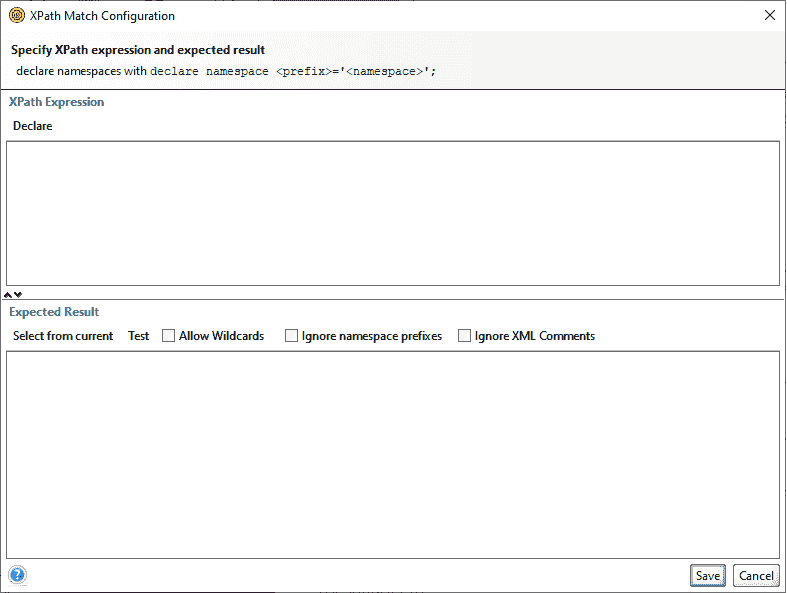 XPath Match Configuration
Specify XPath expression and expected result
declare namespaces with declare namespace <prefix>='<namespace>';
XPath Expression
Declare
Expected Result
Select from current Test Allow Wildcards Ignore namespace prefixes Ignore XML Comments
? Save Cancel